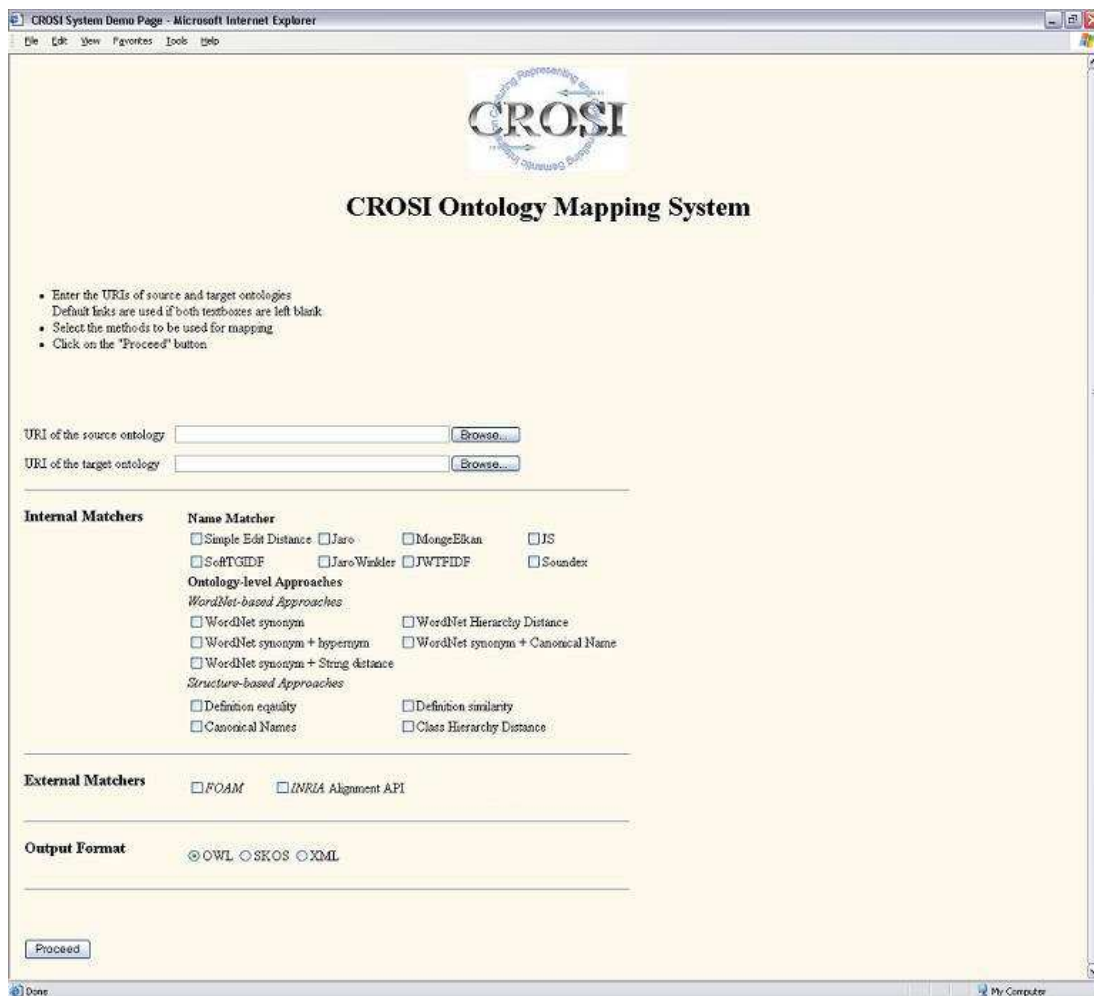 CROSI System Demo Page - Microsoft Internet Explorer
File Edit View Favorites Tools Help
CROSI
CROSI Ontology Mapping System
• Enter the URIs of source and target ontologies
Default links are used if both textboxes are left blank
• Select the methods to be used for mapping
• Click on the "Proceed" button
URI of the source ontology Browse...
URI of the target ontology Browse...
Internal Matchers Name Matcher
Simple Edit Distance Jaro MongeElkan JS
SoftTGIDF JaroWinkler JWTFIDF Soundex
Ontology-level Approaches
WordNet-based Approaches
WordNet synonym WordNet Hierarchy Distance
WordNet synonym + hypernym WordNet synonym + Canonical Name
WordNet synonym + String distance
Structure-based Approaches
Definition eqaulity Definition similarity
Canonical Names Class Hierarchy Distance
External Matchers FOAM INRIA Alignment API
Output Format OWL SKOS XML
Proceed
Done My Computer